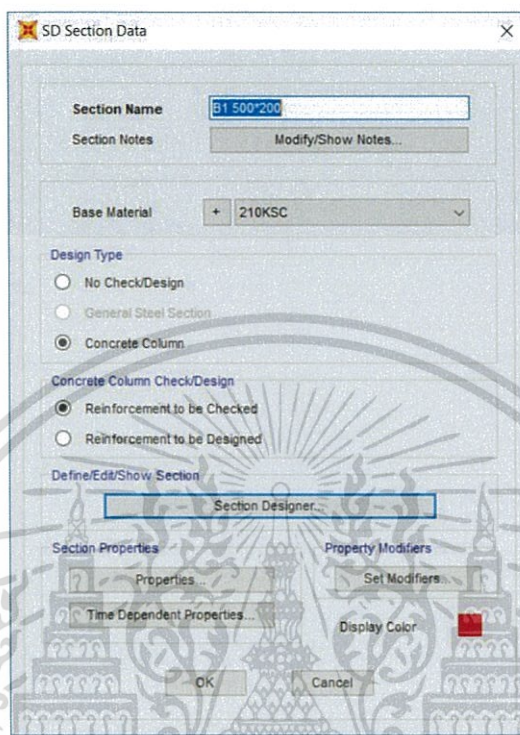 SD Section Data
Section Name B1 500*200
Section Notes Modify/Show Notes...
Base Material + 210KSC
Design Type
No Check/Design
General Steel Section
Concrete Column
Concrete Column Check/Design
Reinforcement to be Checked
Reinforcement to be Designed
Define/Edit/Show Section
Section Designer...
Section Properties Property Modifiers
Properties... Set Modifiers...
Time Dependent Properties... Display Color
OK Cancel